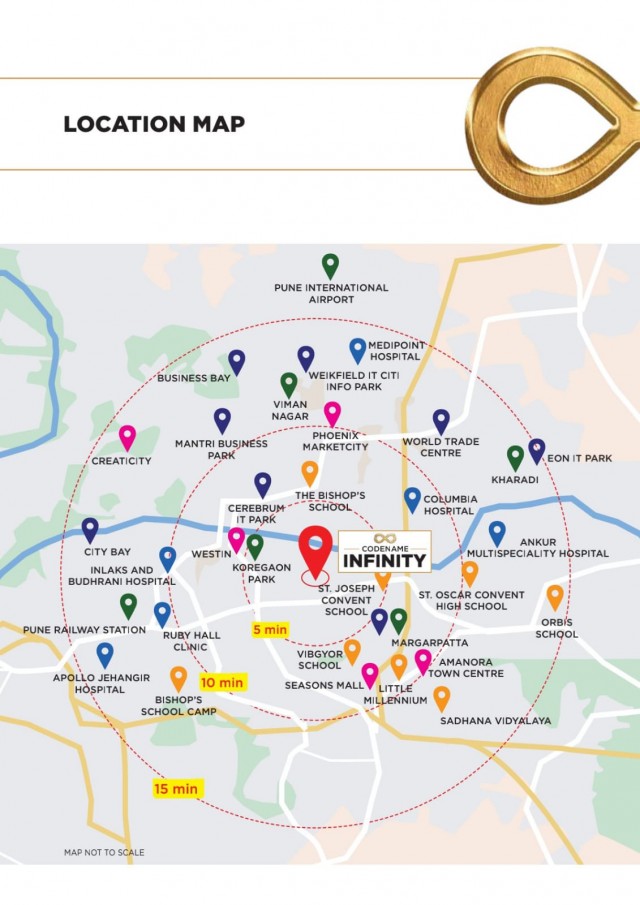 LOCATION MAP
PUNE INTERNATIONAL
AIRPORT
MEDIPOINT
HOSPITAL
BUSINESS BAY
WEIKFIELD IT CITI
INFO PARK
VIMAN
NAGAR
MANTRI BUSINESS
PARK
PHOENIX
MARKETCITY
WORLD TRADE
CENTRE
CREATICITY
EON IT PARK
KHARADI
THE BISHOP'S
SCHOOL
CEREBRUM
IT PARK
COLUMBIA
HOSPITAL
CITY BAY
WESTIN
KOREGAON
PARK
CODENAME
INFINITY
ANKUR
MULTISPECIALITY HOSPITAL
INLAKS AND
BUDHRANI HOSPITAL
ST. JOSEPH
CONVENT
SCHOOL
ST. OSCAR CONVENT
HIGH SCHOOL
ORBIS
SCHOOL
PUNE RAILWAY STATION
RUBY HALL
CLINIC
5 min
MARGARPATTA
VIBGYOR
SCHOOL
AMANORA
TOWN CENTRE
APOLLO JEHANGIR
HOSPITAL
10 min
SEASONS MALL
LITTLE
MILLENNIUM
BISHOP'S
SCHOOL CAMP
SADHANA VIDYALAYA
15 min
MAP NOT TO SCALE